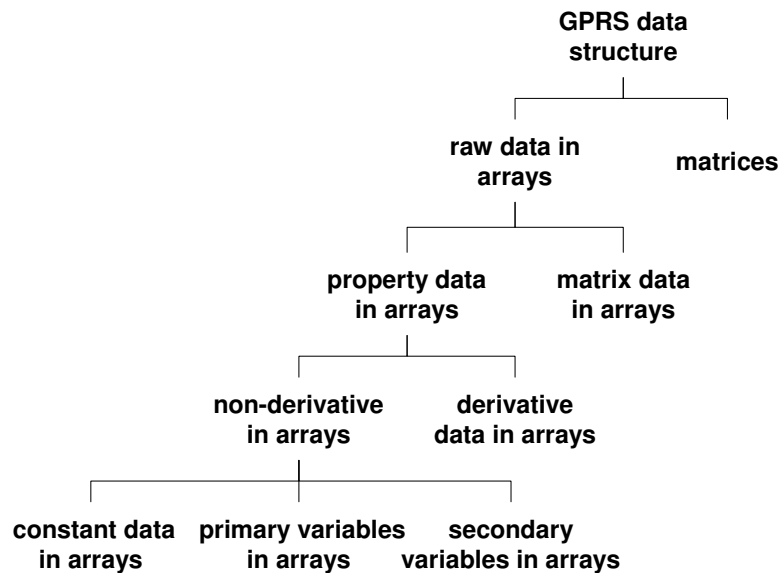 GPRS data
structure
raw data in
arrays
matrices
property data
in arrays
matrix data
in arrays
non-derivative
in arrays
derivative
data in arrays
constant data
in arrays
primary variables
in arrays
secondary
variables in arrays